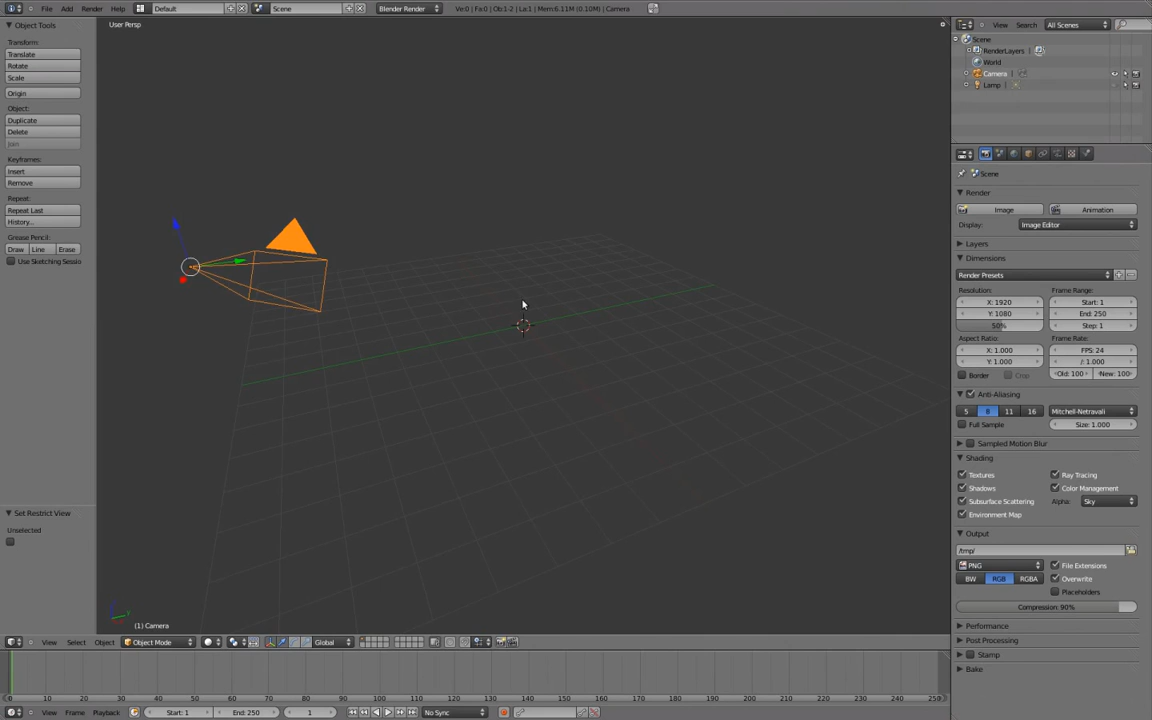 File Add Render Help Default Scene Blender Render Ve:0 | Fa:0 | Ob:1-2 | La:1 | Mem:6.11M (0.10M) | Camera
Object Tools
Transform:
Translate
Rotate
Scale
Origin
Object:
Duplicate
Delete
Join
Keyframes:
Insert
Remove
Repeat:
Repeat Last
History...
Grease Pencil:
Draw Line Erase
Use Sketching Sessio
Set Restrict View
Unselected
User Persp
(1) Camera
View Select Object Object Mode Global
0 10 20 30 40 50 60 70 80 90 100 110 120 130 140 150 160 170 180 190 200 210 220 230 240 250
View Frame Playback Start: 1 End: 250 1 No Sync
View Search All Scenes
Scene
RenderLayers
World
Camera
Lamp
Scene
Render
Image Animation
Display: Image Editor
Layers
Dimensions
Render Presets
Resolution: Frame Range:
X: 1920 Start: 1
Y: 1080 End: 250
50% Step: 1
Aspect Ratio: Frame Rate:
X: 1.000 FPS: 24
Y: 1.000 /: 1.000
Border Crop Old: 100 New: 100
Anti-Aliasing
5 8 11 16 Mitchell-Netravali
Full Sample Size: 1.000
Sampled Motion Blur
Shading
Textures Ray Tracing
Shadows Color Management
Subsurface Scattering Alpha: Sky
Environment Map
Output
/tmp/
PNG File Extensions
BW RGB RGBA Overwrite
Placeholders
Compression: 90%
Performance
Post Processing
Stamp
Bake